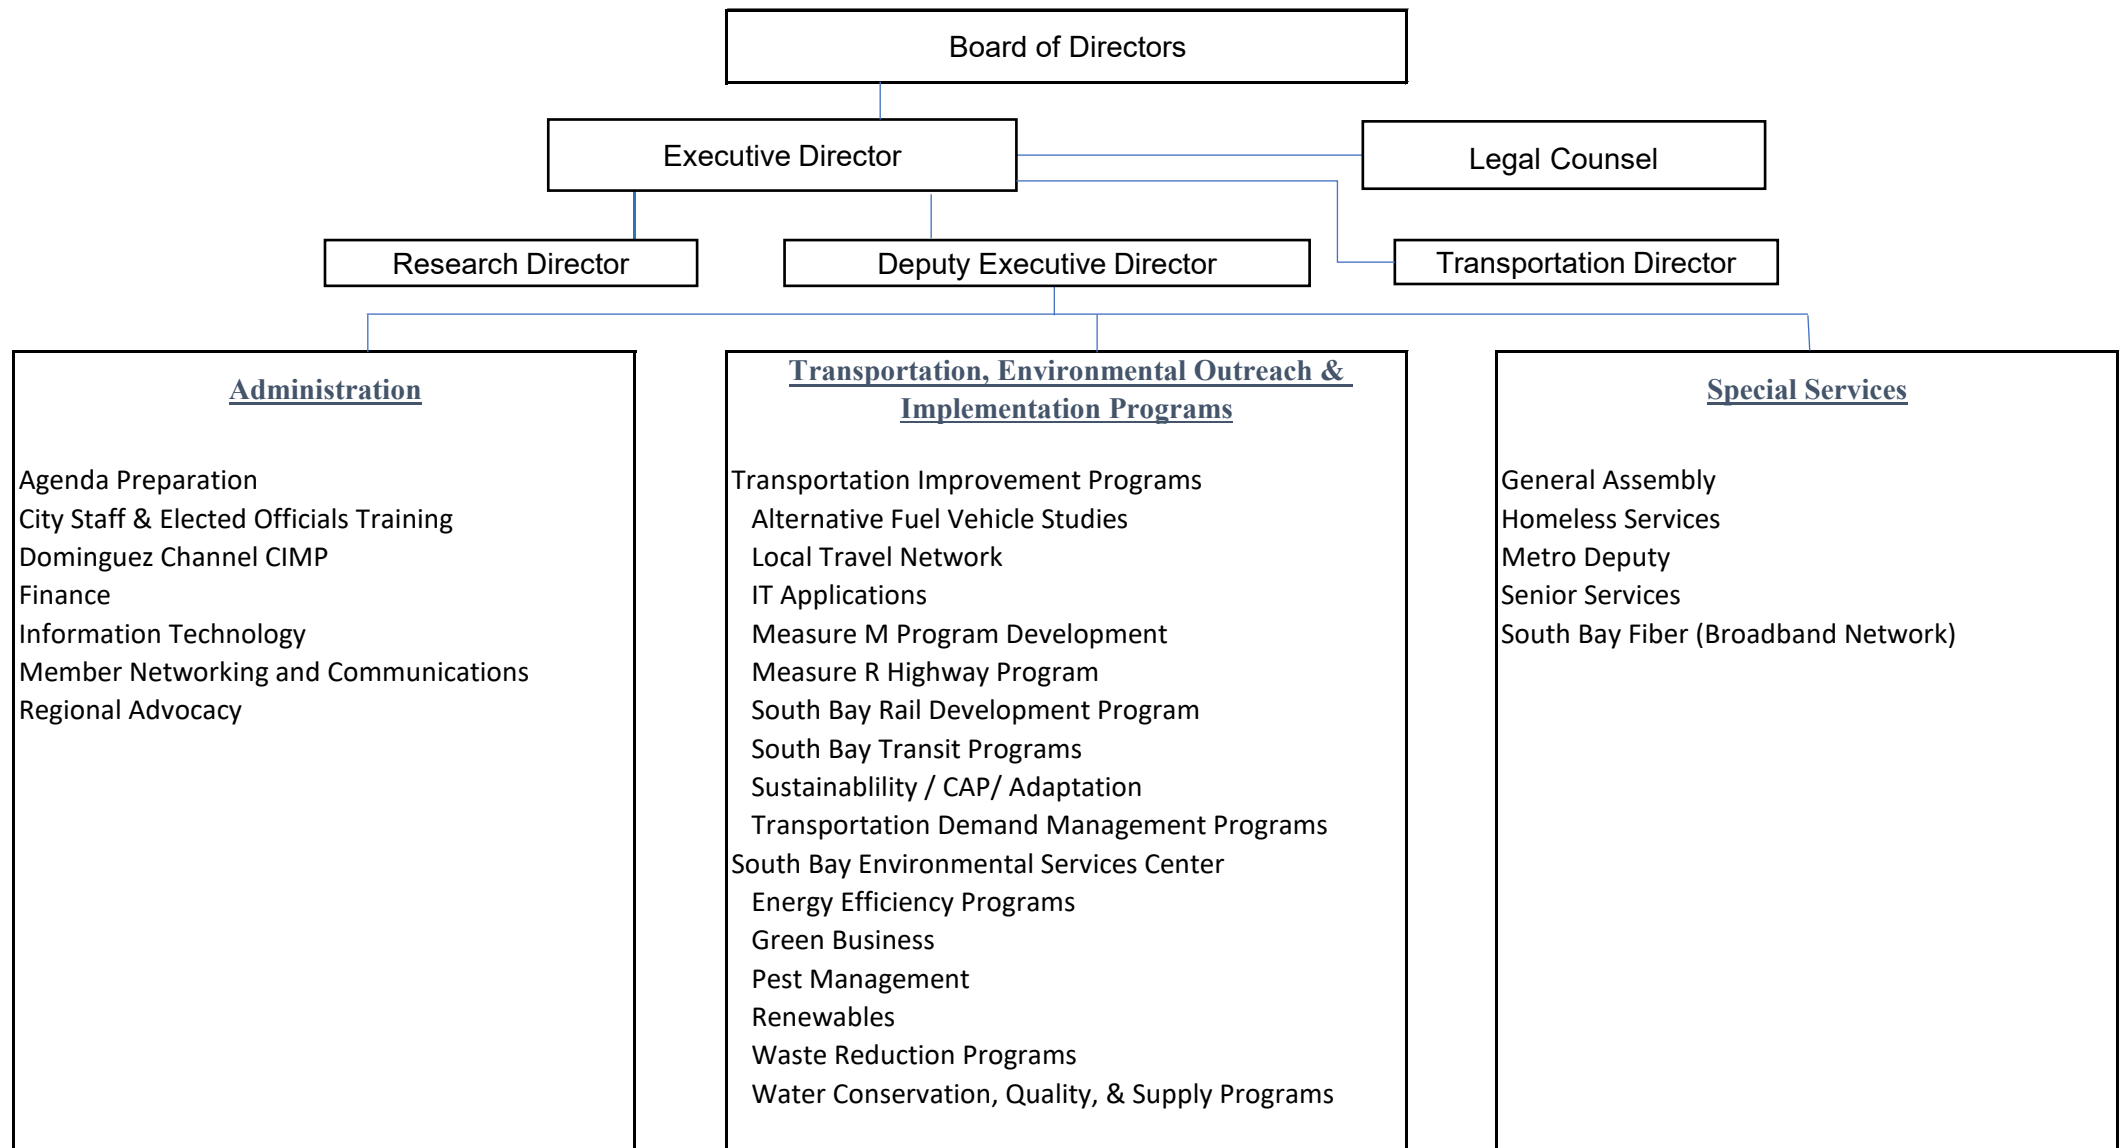 Board of Directors
Executive Director
Legal Counsel
Research Director
Deputy Executive Director
Transportation Director
Administration
Agenda Preparation
City Staff & Elected Officials Training
Dominguez Channel CIMP
Finance
Information Technology
Member Networking and Communications
Regional Advocacy
Transportation, Environmental Outreach &
Implementation Programs
Transportation Improvement Programs
Alternative Fuel Vehicle Studies
Local Travel Network
IT Applications
Measure M Program Development
Measure R Highway Program
South Bay Rail Development Program
South Bay Transit Programs
Sustainablility / CAP/ Adaptation
Transportation Demand Management Programs
South Bay Environmental Services Center
Energy Efficiency Programs
Green Business
Pest Management
Renewables
Waste Reduction Programs
Water Conservation, Quality, & Supply Programs
Special Services
General Assembly
Homeless Services
Metro Deputy
Senior Services
South Bay Fiber (Broadband Network)